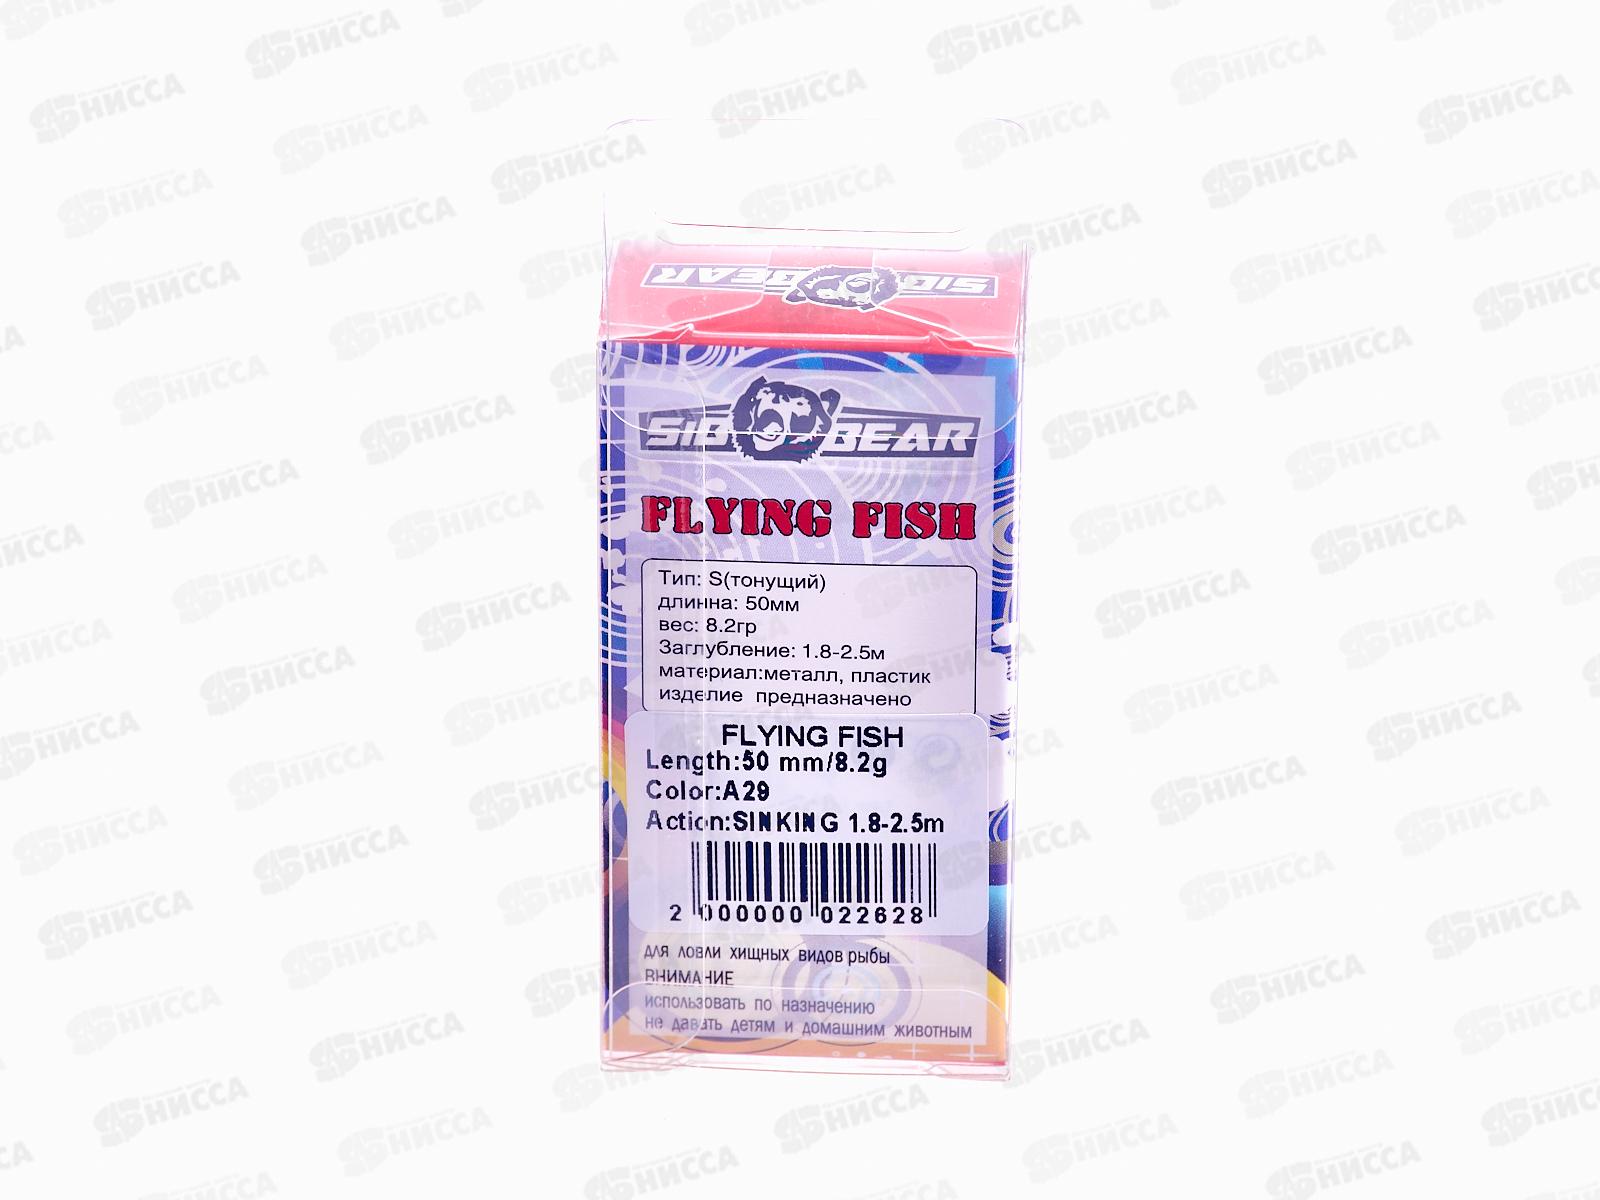 SIB BEAR
SIB BEAR
FLYING FISH
Тип: S(тонущий)
длинна: 50мм
вес: 8.2гр
Заглубление: 1.8-2.5м
материал:металл, пластик
изделие предназначено
FLYING FISH
Length:50 mm/8.2g
Color:A29
Action:SINKING 1.8-2.5m
2 000000 022628
для ловли хищных видов рыбы
ВНИМАНИЕ
использовать по назначению
не давать детям и домашним животным
НИССА